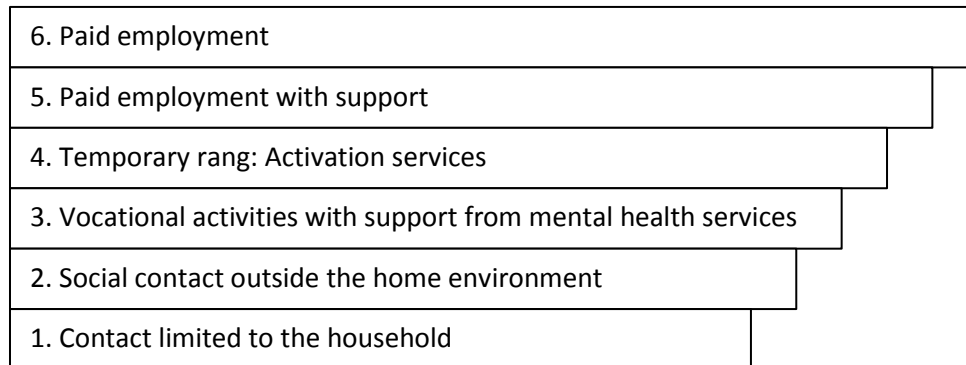 6. Paid employment
5. Paid employment with support
4. Temporary rang: Activation services
3. Vocational activities with support from mental health services
2. Social contact outside the home environment
1. Contact limited to the household